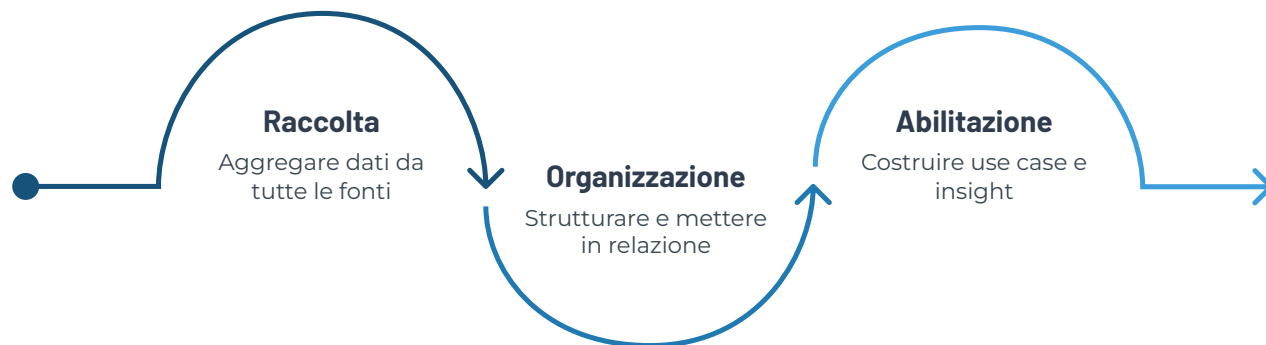 Raccolta
Aggregare dati da
tutte le fonti
Organizzazione
Strutturare e mettere
in relazione
Abilitazione
Costruire use case e
insight